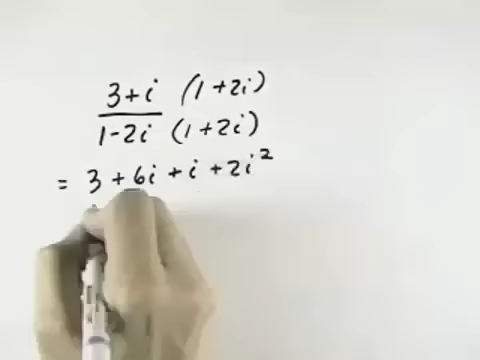 3+i (1+2i)
1-2i (1+2i)
= 3 + 6i + i + 2i²